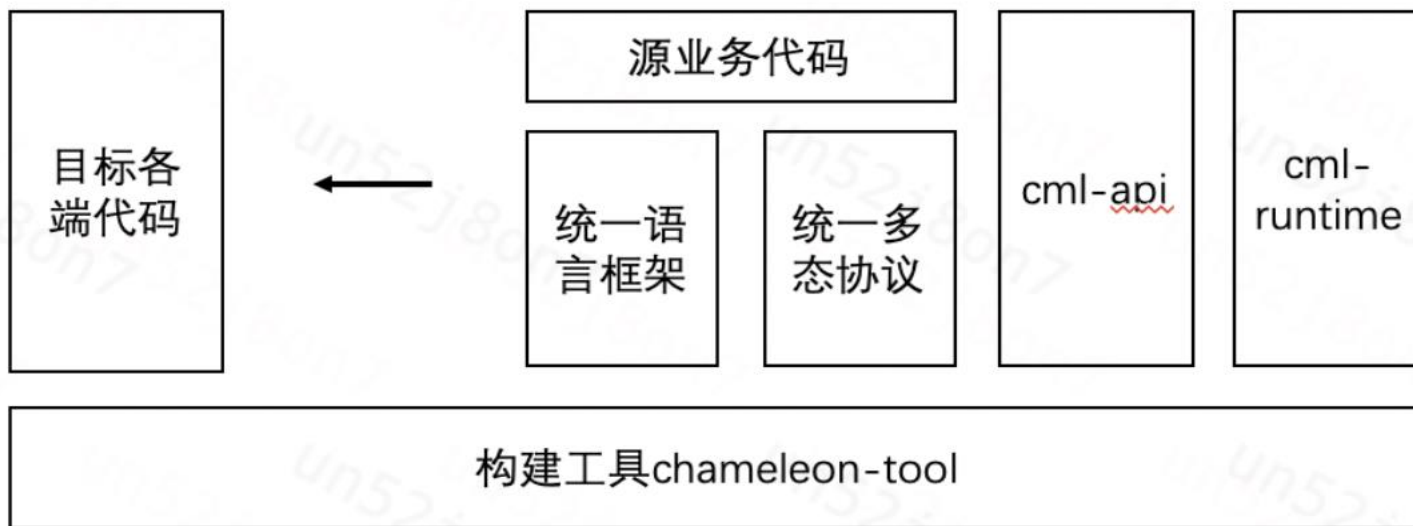 目标各
端代码
源业务代码
统一语
言框架
统一多
态协议
cml-api
cml-
runtime
构建工具chameleon-tool
un52j8on7
un52j8on7